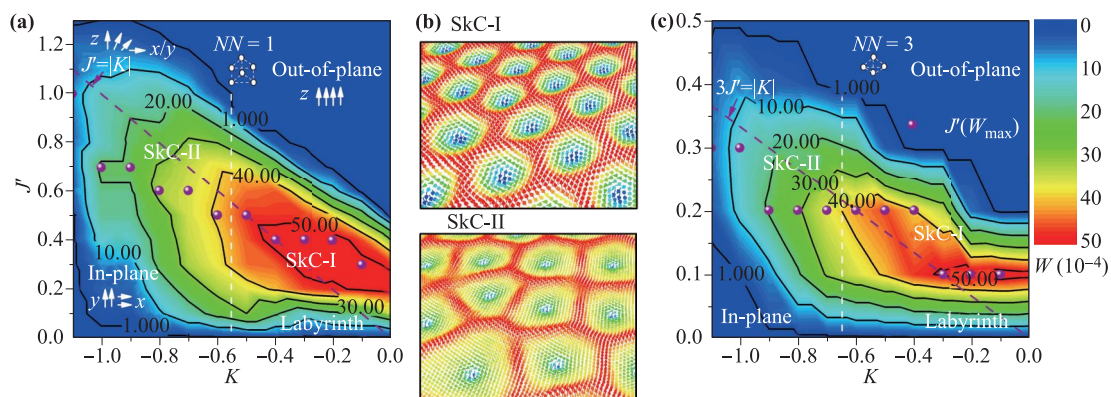 (a)
z
x/y
J'=|K|
NN = 1
Out-of-plane
z
20.00
1.000
SkC-II
40.00
50.00
SkC-I
10.00
In-plane
y
x
30.00
1.000
Labyrinth
J'
1.2
1.0
0.8
0.6
0.4
0.2
0.0
−1.0
−0.8
−0.6
−0.4
−0.2
0.0
K
(b)
SkC-I
SkC-II
(c)
NN = 3
Out-of-plane
1.000
3J'=|K|
10.00
J'(Wmax)
20.00
SkC-II
30.00
40.00
SkC-I
1.000
50.00
In-plane
Labyrinth
0.5
0.4
0.3
0.2
0.1
0.0
−1.0
−0.8
−0.6
−0.4
−0.2
0.0
K
0
10
20
30
40
50
W (10−4)